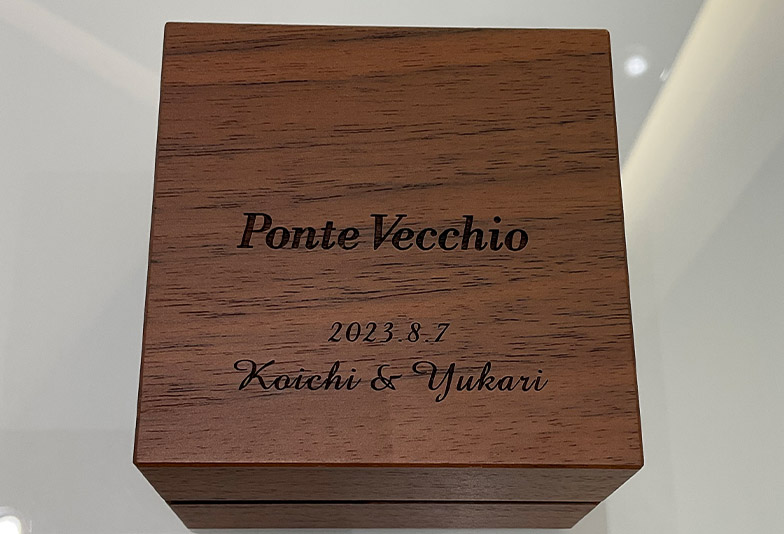 Ponte Vecchio
2023.8.7
Koichi & Yukari